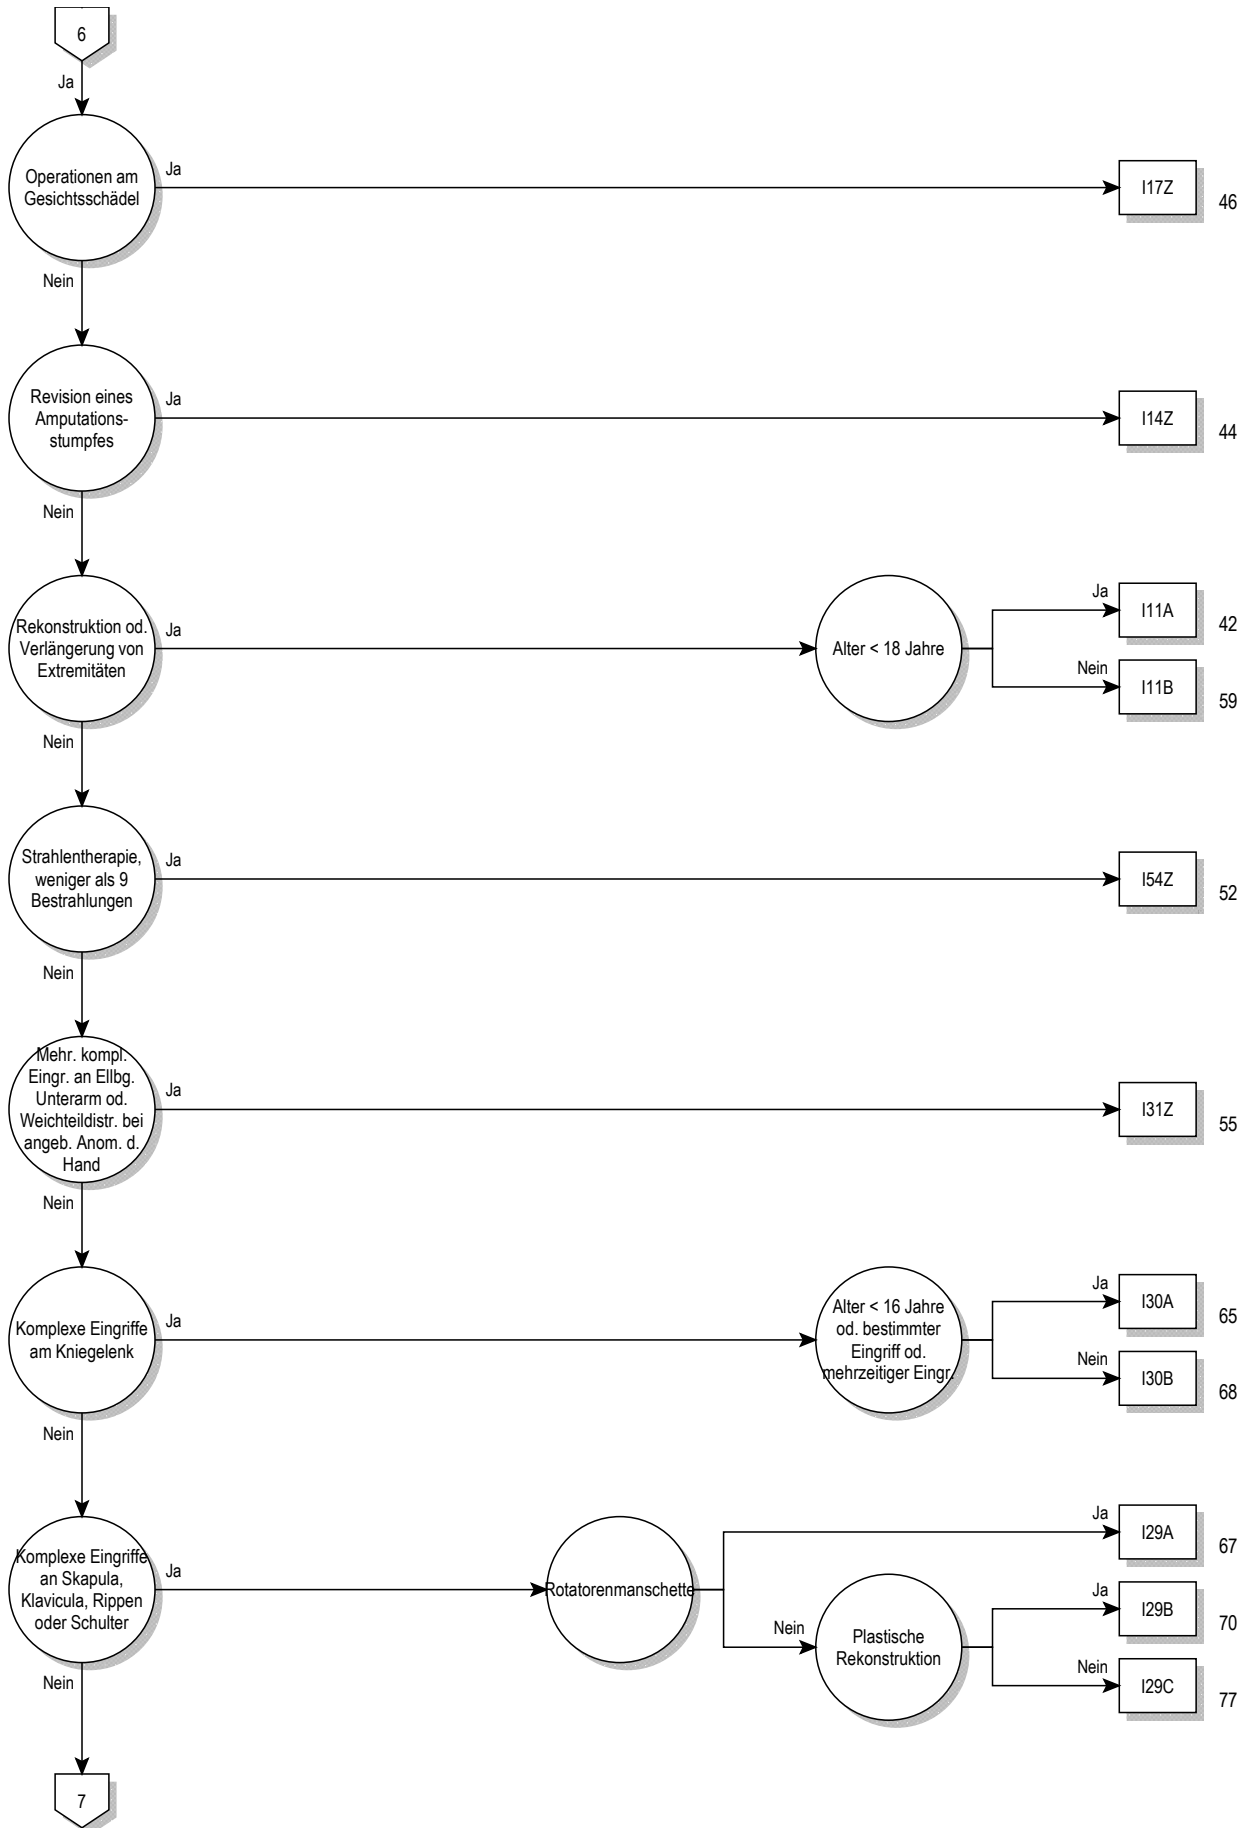 6
Ja
Operationen am
Gesichtsschädel
Ja
I17Z
46
Nein
Revision eines
Amputations-
stumpfes
Ja
I14Z
44
Nein
Rekonstruktion od.
Verlängerung von
Extremitäten
Ja
Alter < 18 Jahre
Ja
I11A
42
Nein
I11B
59
Nein
Strahlentherapie,
weniger als 9
Bestrahlungen
Ja
I54Z
52
Nein
Mehr. kompl.
Eingr. an Ellbg.
Unterarm od.
Weichteildistr. bei
angeb. Anom. d.
Hand
Ja
I31Z
55
Nein
Komplexe Eingriffe
am Kniegelenk
Ja
Alter < 16 Jahre
od. bestimmter
Eingriff od.
mehrzeitiger Eingr.
Ja
I30A
65
Nein
I30B
68
Nein
Komplexe Eingriffe
an Skapula,
Klavicula, Rippen
oder Schulter
Ja
Rotatorenmanschette
Ja
I29A
67
Nein
Plastische
Rekonstruktion
Ja
I29B
70
Nein
I29C
77
Nein
7